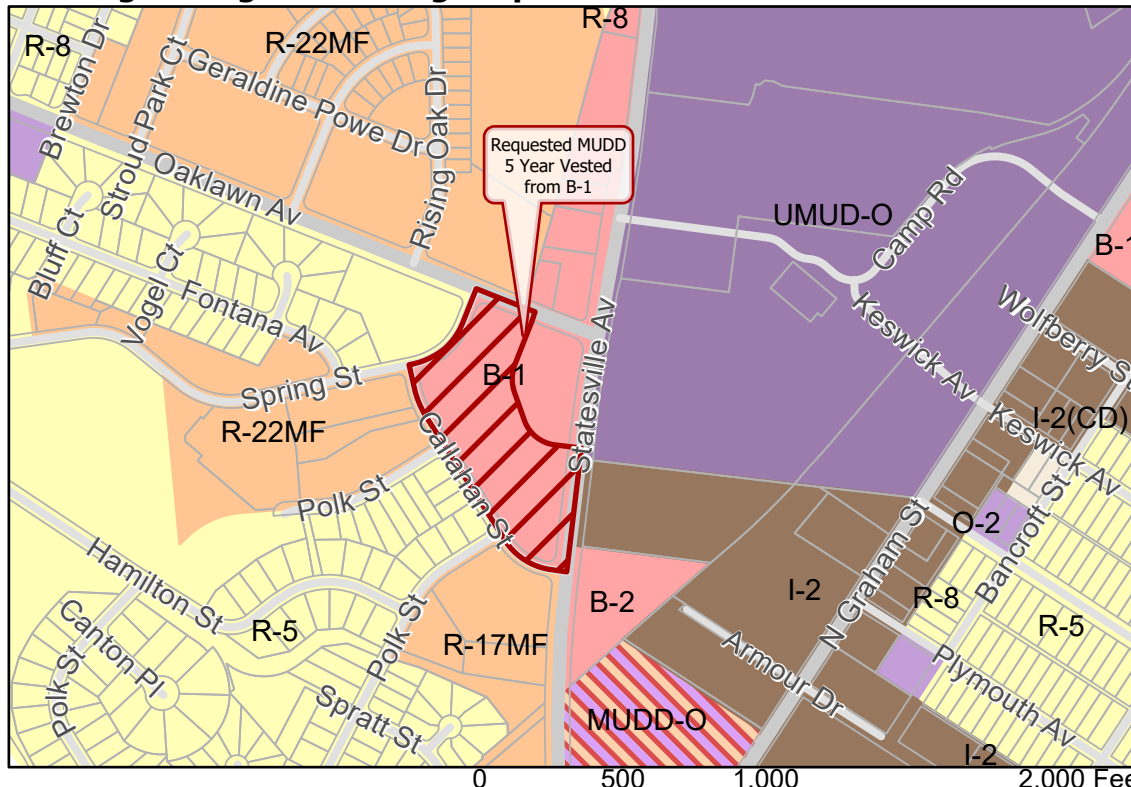 R-8
R-22MF
R-8
Brewton Dr
Stroud Park Ct
Geraldine Powe Dr
Rising Oak Dr
Oaklawn Av
Requested MUDD
5 Year Vested
from B-1
UMUD-O
Camp Rd
B-1
Bluff Ct
Vogel Ct
Fontana Av
Spring St
B-1
Statesville Av
Keswick Av
Wolfberry St
Keswick Av
I-2(CD)
R-22MF
Callahan St
Polk St
Bancroft St
O-2
Hamilton St
R-5
Canton Pl
Polk St
Polk St
Spratt St
R-17MF
B-2
I-2
N Graham St
R-8
R-5
Armour Dr
Plymouth Av
MUDD-O
I-2
0 500 1,000 2,000 Fee